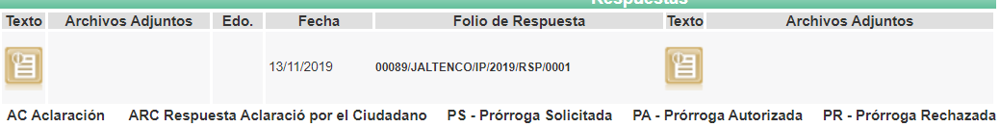 Respuestas
Texto Archivos Adjuntos Edo. Fecha Folio de Respuesta Texto Archivos Adjuntos
13/11/2019 00089/JALTENCO/IP/2019/RSP/0001
AC Aclaración ARC Respuesta Aclaració por el Ciudadano PS - Prórroga Solicitada PA - Prórroga Autorizada PR - Prórroga Rechazada